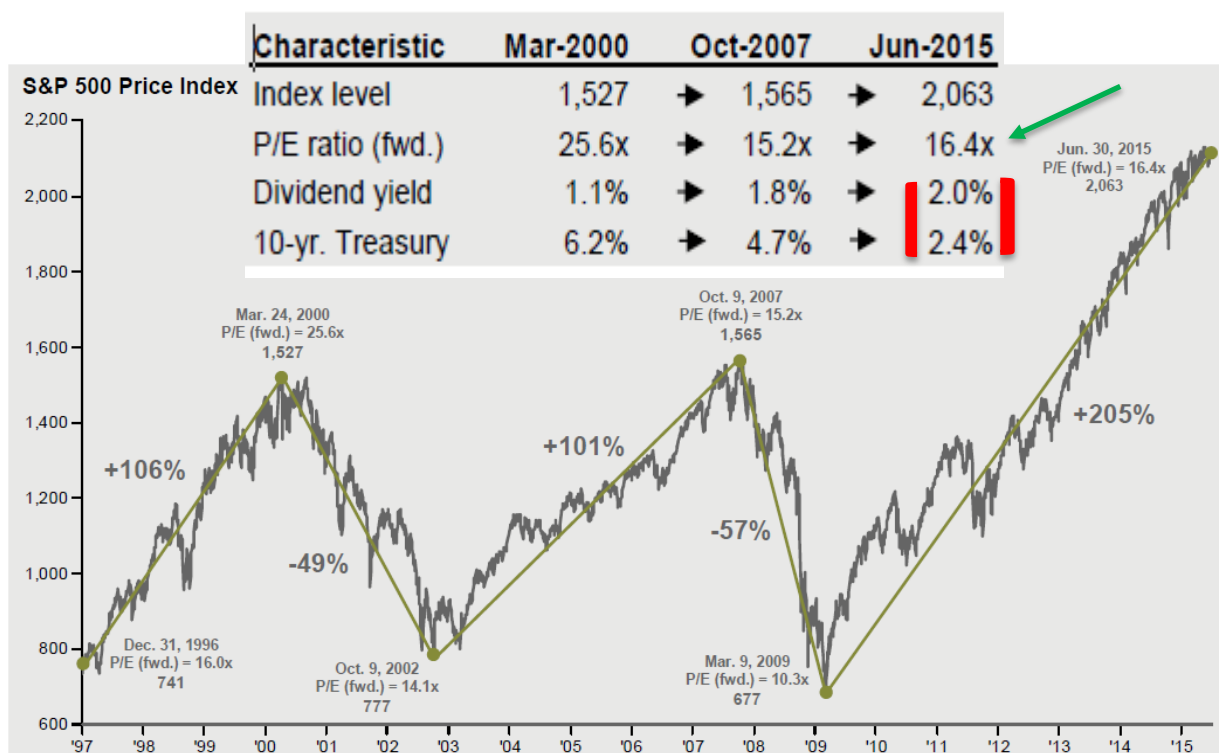 Characteristic Mar-2000 Oct-2007 Jun-2015
S&P 500 Price Index
Index level 1,527 1,565 2,063
P/E ratio (fwd.) 25.6x 15.2x 16.4x
Dividend yield 1.1% 1.8% 2.0%
10-yr. Treasury 6.2% 4.7% 2.4%
2,200
2,000
1,800
1,600
1,400
1,200
1,000
800
600
Jun. 30, 2015
P/E (fwd.) = 16.4x
2,063
Oct. 9, 2007
P/E (fwd.) = 15.2x
1,565
Mar. 24, 2000
P/E (fwd.) = 25.6x
1,527
+106%
-49%
+101%
-57%
+205%
Dec. 31, 1996
P/E (fwd.) = 16.0x
741
Oct. 9, 2002
P/E (fwd.) = 14.1x
777
Mar. 9, 2009
P/E (fwd.) = 10.3x
677
'97 '98 '99 '00 '01 '02 '03 '04 '05 '06 '07 '08 '09 '10 '11 '12 '13 '14 '15